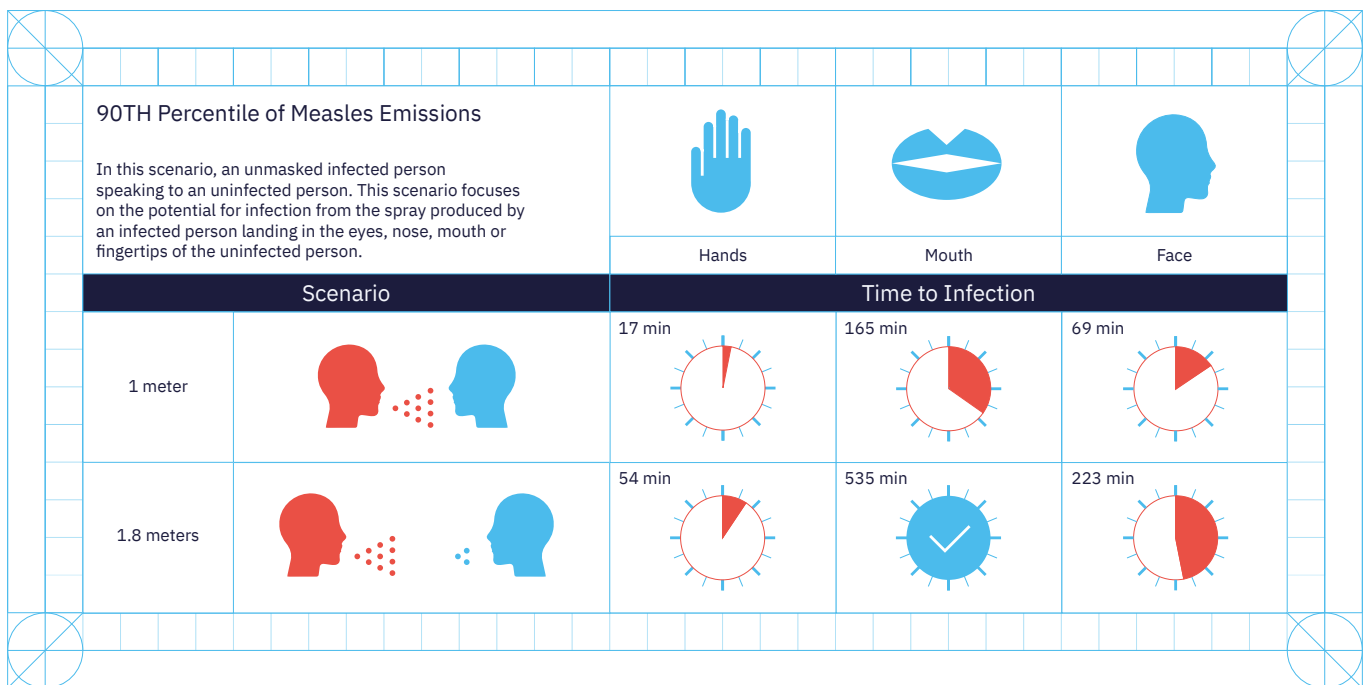 90TH Percentile of Measles Emissions
In this scenario, an unmasked infected person
speaking to an uninfected person. This scenario focuses
on the potential for infection from the spray produced by
an infected person landing in the eyes, nose, mouth or
fingertips of the uninfected person.
Hands
Mouth
Face
Scenario
Time to Infection
1 meter
17 min
165 min
69 min
1.8 meters
54 min
535 min
223 min